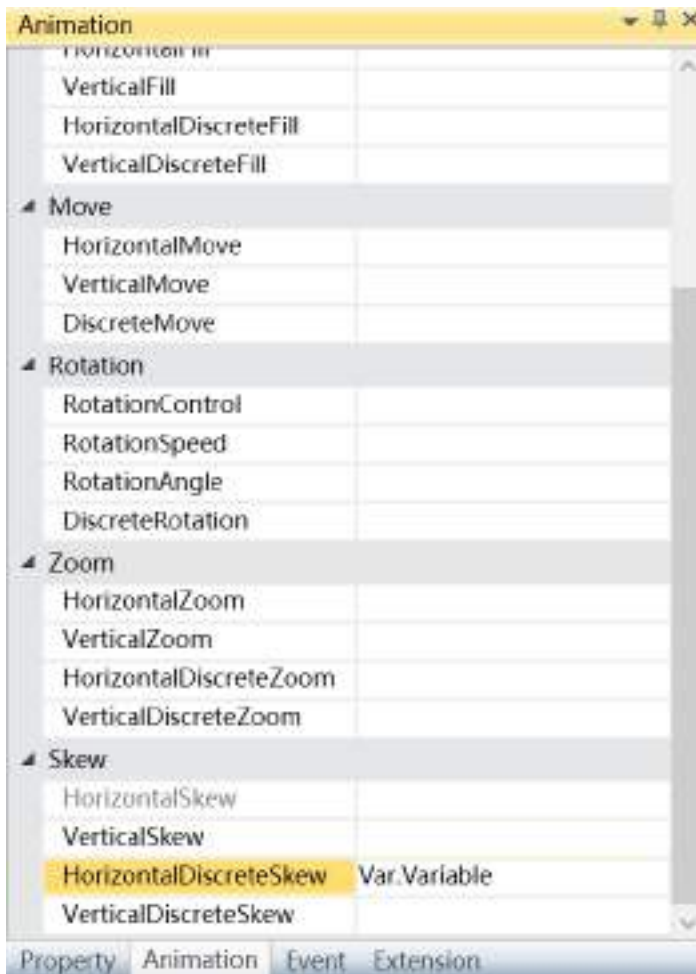 Animation
HorizontalFill
VerticalFill
HorizontalDiscreteFill
VerticalDiscreteFill
Move
HorizontalMove
VerticalMove
DiscreteMove
Rotation
RotationControl
RotationSpeed
RotationAngle
DiscreteRotation
Zoom
HorizontalZoom
VerticalZoom
HorizontalDiscreteZoom
VerticalDiscreteZoom
Skew
HorizontalSkew
VerticalSkew
HorizontalDiscreteSkew Var.Variable
VerticalDiscreteSkew
Property Animation Event Extension